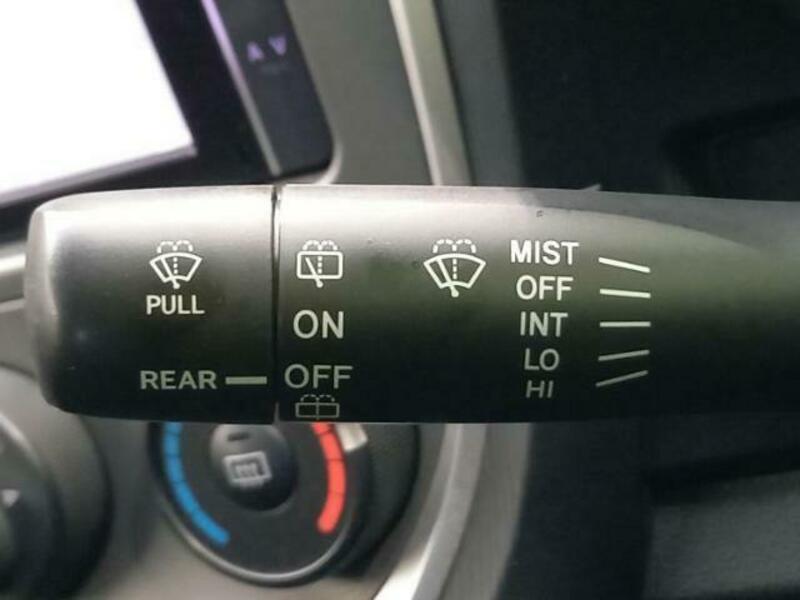 A V
PULL
REAR
ON
OFF
MIST
OFF
INT
LO
HI